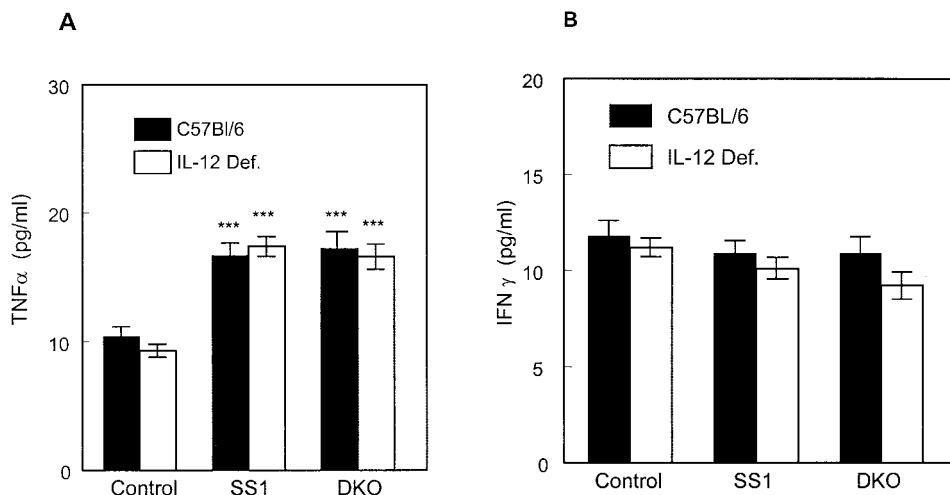 A
30
20
10
0
TNFα (pg/ml)
C57Bl/6
IL-12 Def.
***
***
***
***
Control
SS1
DKO
B
20
15
10
5
0
IFN γ (pg/ml)
C57BL/6
IL-12 Def.
Control
SS1
DKO